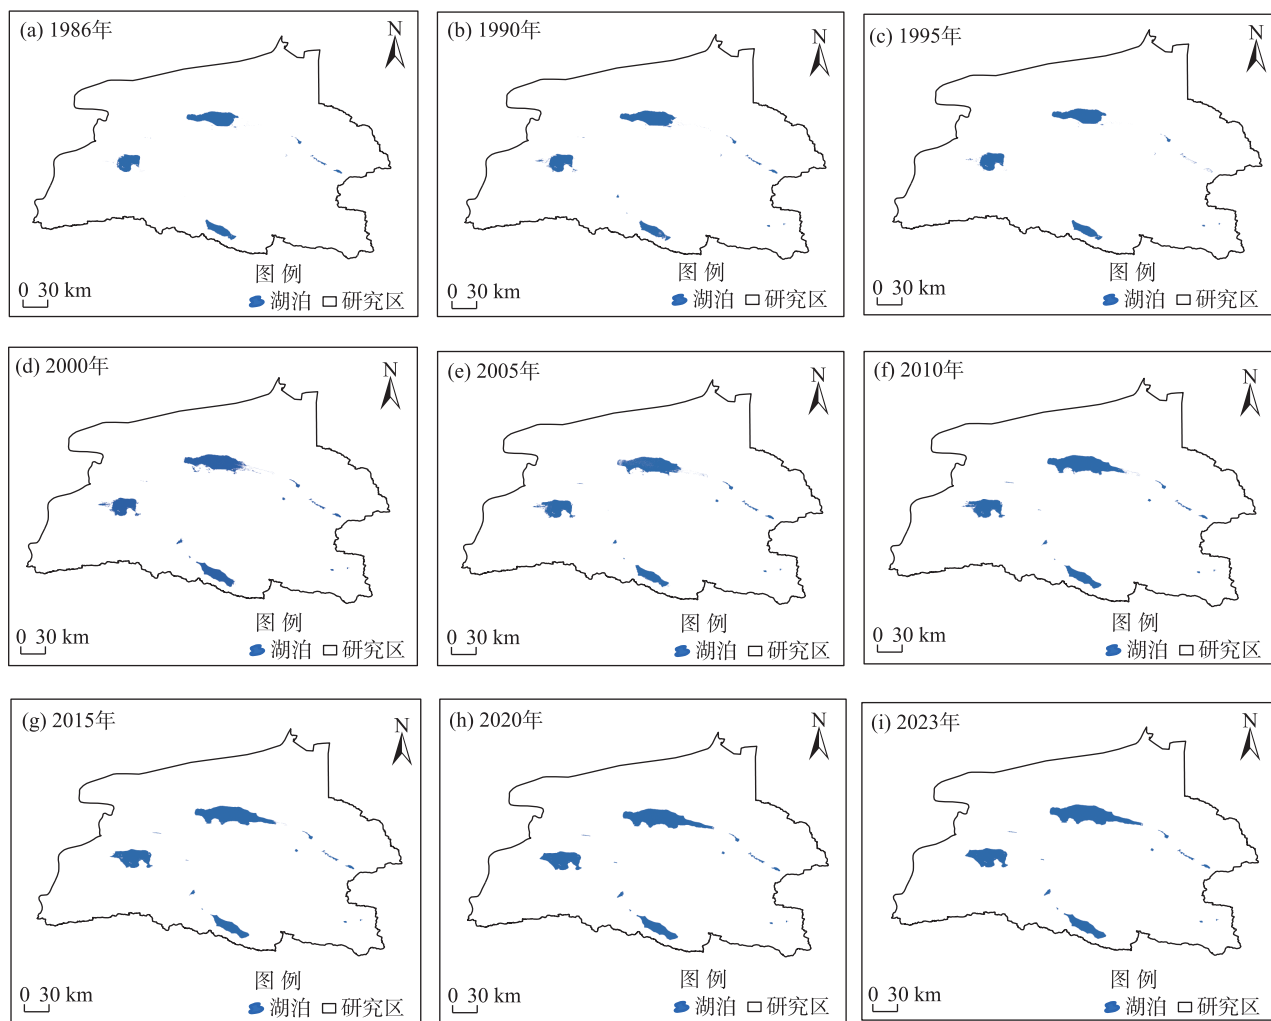 (a) 1986年
N
图 例
0 30 km
湖泊 研究区
(b) 1990年
N
图 例
0 30 km
湖泊 研究区
(c) 1995年
N
图 例
0 30 km
湖泊 研究区
(d) 2000年
N
图 例
0 30 km
湖泊 研究区
(e) 2005年
N
图 例
0 30 km
湖泊 研究区
(f) 2010年
N
图 例
0 30 km
湖泊 研究区
(g) 2015年
N
图 例
0 30 km
湖泊 研究区
(h) 2020年
N
图 例
0 30 km
湖泊 研究区
(i) 2023年
N
图 例
0 30 km
湖泊 研究区